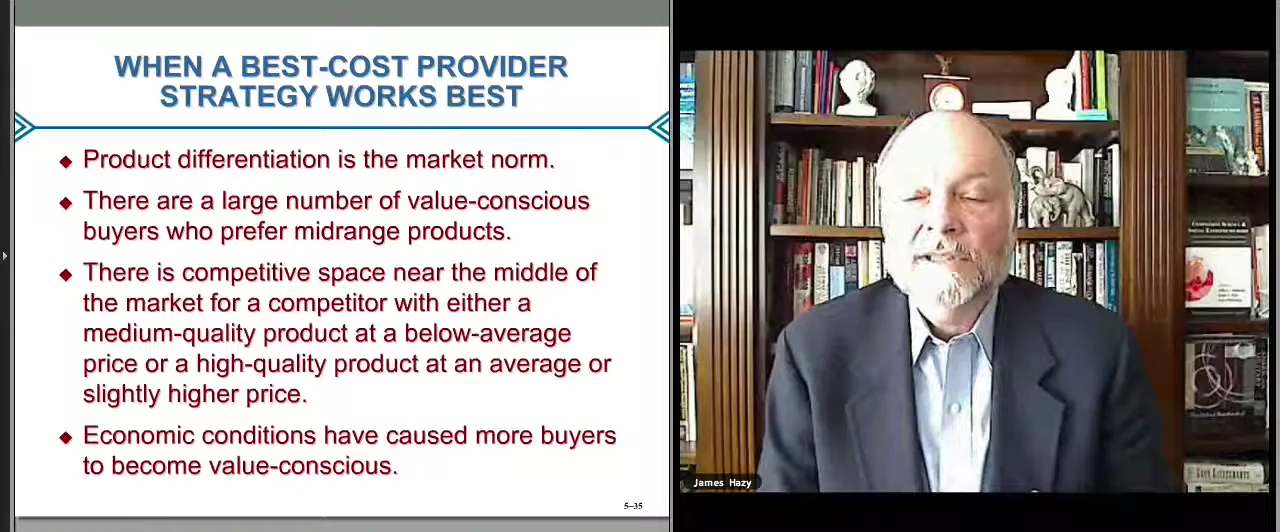 WHEN A BEST-COST PROVIDER
STRATEGY WORKS BEST
Product differentiation is the market norm.
There are a large number of value-conscious
buyers who prefer midrange products.
There is competitive space near the middle of
the market for a competitor with either a
medium-quality product at a below-average
price or a high-quality product at an average or
slightly higher price.
Economic conditions have caused more buyers
to become value-conscious.
5–35
James Hazy